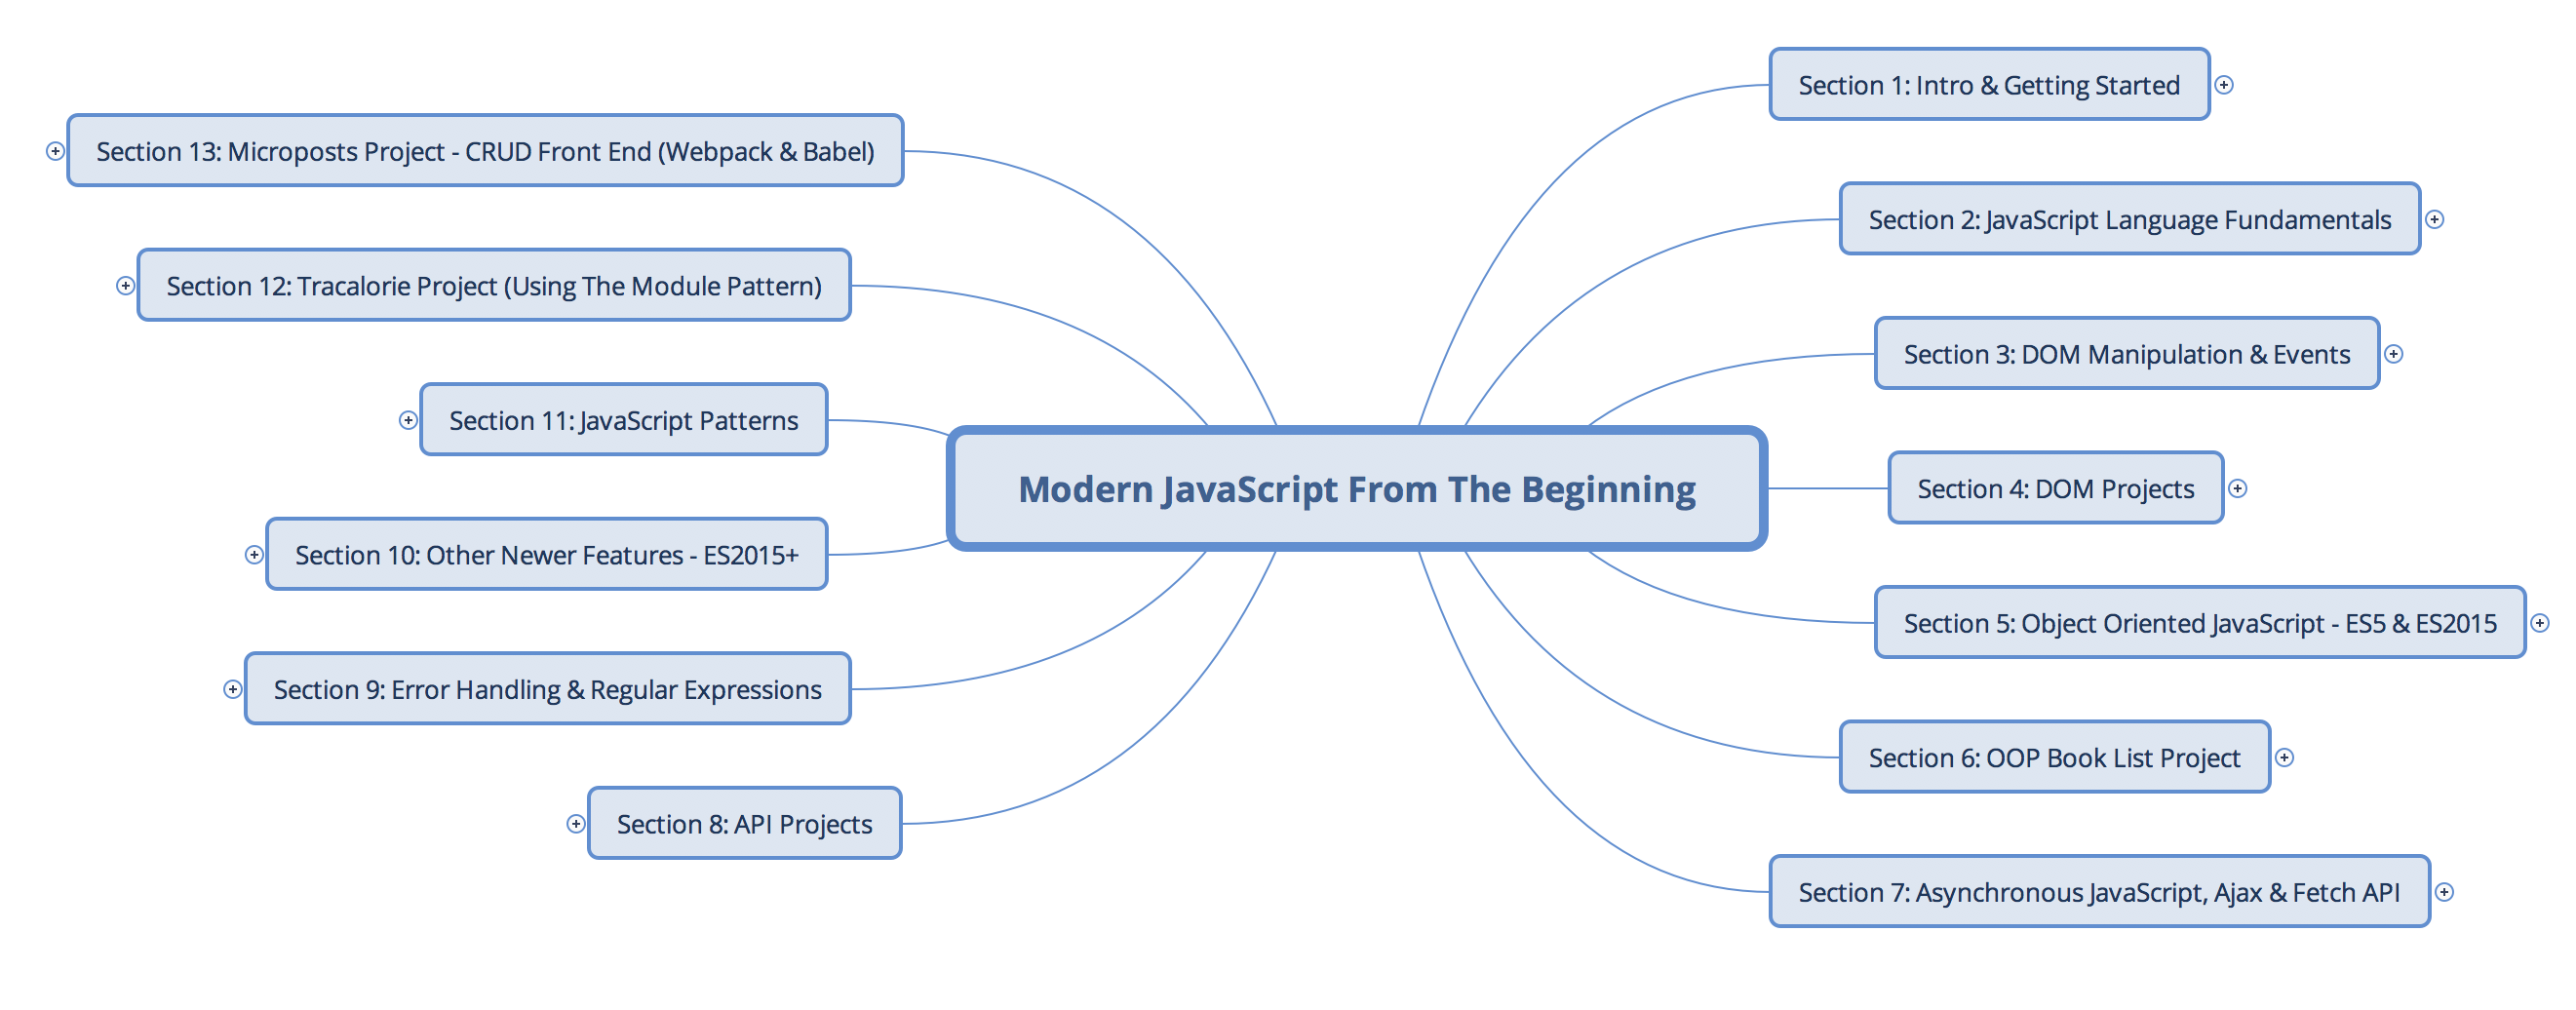 Modern JavaScript From The Beginning
Section 1: Intro & Getting Started
Section 2: JavaScript Language Fundamentals
Section 3: DOM Manipulation & Events
Section 4: DOM Projects
Section 5: Object Oriented JavaScript - ES5 & ES2015
Section 6: OOP Book List Project
Section 7: Asynchronous JavaScript, Ajax & Fetch API
Section 8: API Projects
Section 9: Error Handling & Regular Expressions
Section 10: Other Newer Features - ES2015+
Section 11: JavaScript Patterns
Section 12: Tracalorie Project (Using The Module Pattern)
Section 13: Microposts Project - CRUD Front End (Webpack & Babel)